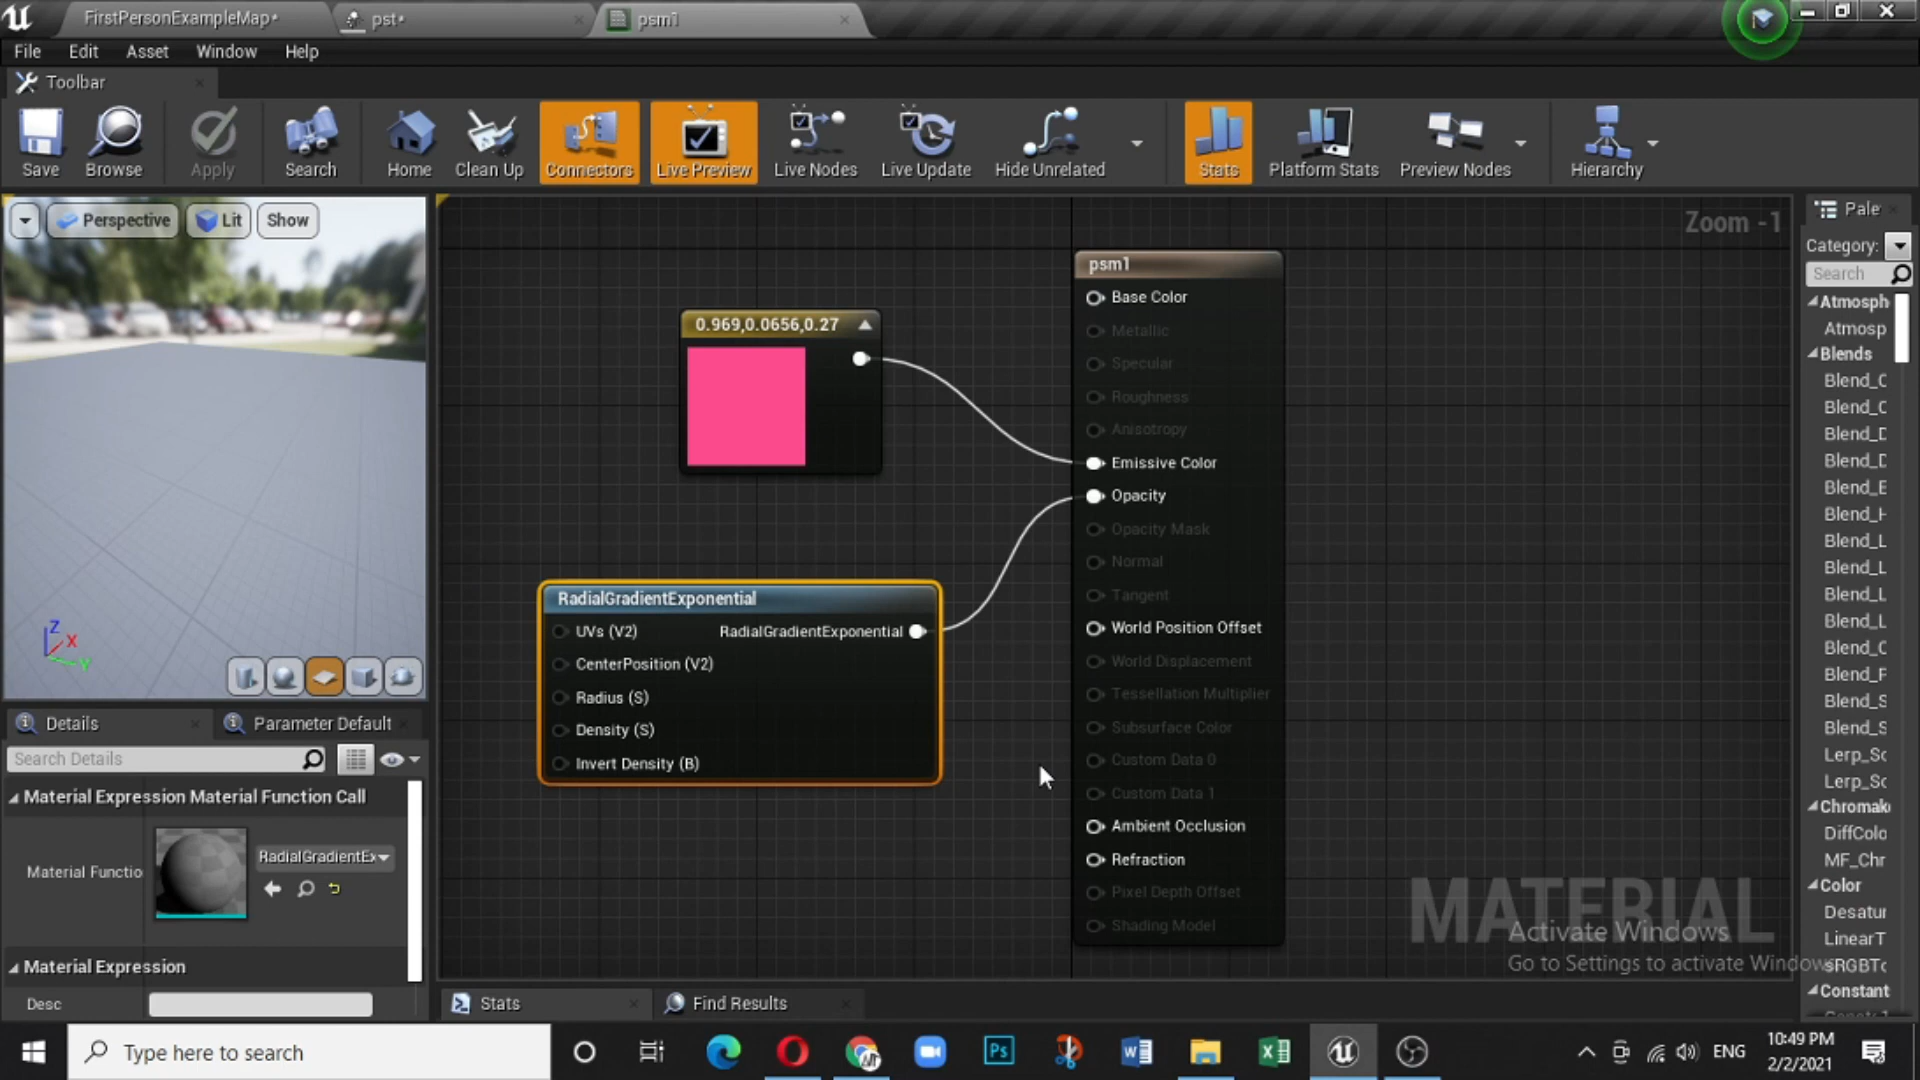 FirstPersonExampleMap*
pst*
psm1
File Edit Asset Window Help
Toolbar
Save Browse Apply Search Home Clean Up Connectors Live Preview Live Nodes Live Update Hide Unrelated Stats Platform Stats Preview Nodes Hierarchy
Perspective Lit Show
Zoom -1
Z
X
Y
0.969,0.0656,0.27
psm1
Base Color
Metallic
Specular
Roughness
Anisotropy
Emissive Color
Opacity
Opacity Mask
Normal
Tangent
World Position Offset
World Displacement
Tessellation Multiplier
Subsurface Color
Custom Data 0
Custom Data 1
Ambient Occlusion
Refraction
Pixel Depth Offset
Shading Model
RadialGradientExponential
UVs (V2) RadialGradientExponential
CenterPosition (V2)
Radius (S)
Density (S)
Invert Density (B)
Details Parameter Default
Search Details
Material Expression Material Function Call
Material Functio
RadialGradientEx
Material Expression
Desc
Pale
Category:
Search
Atmosph
Atmosp
Blends
Blend_C
Blend_C
Blend_D
Blend_D
Blend_E
Blend_H
Blend_L
Blend_L
Blend_L
Blend_L
Blend_O
Blend_P
Blend_S
Blend_S
Lerp_Sc
Lerp_Sc
Chromak
DiffColo
MF_Chr
Color
Desatur
LinearT
sRGBTo
Constant
MATERIAL
Activate Windows
Go to Settings to activate Windows
Stats Find Results
Type here to search
Ps
ENG
10:49 PM
2/2/2021